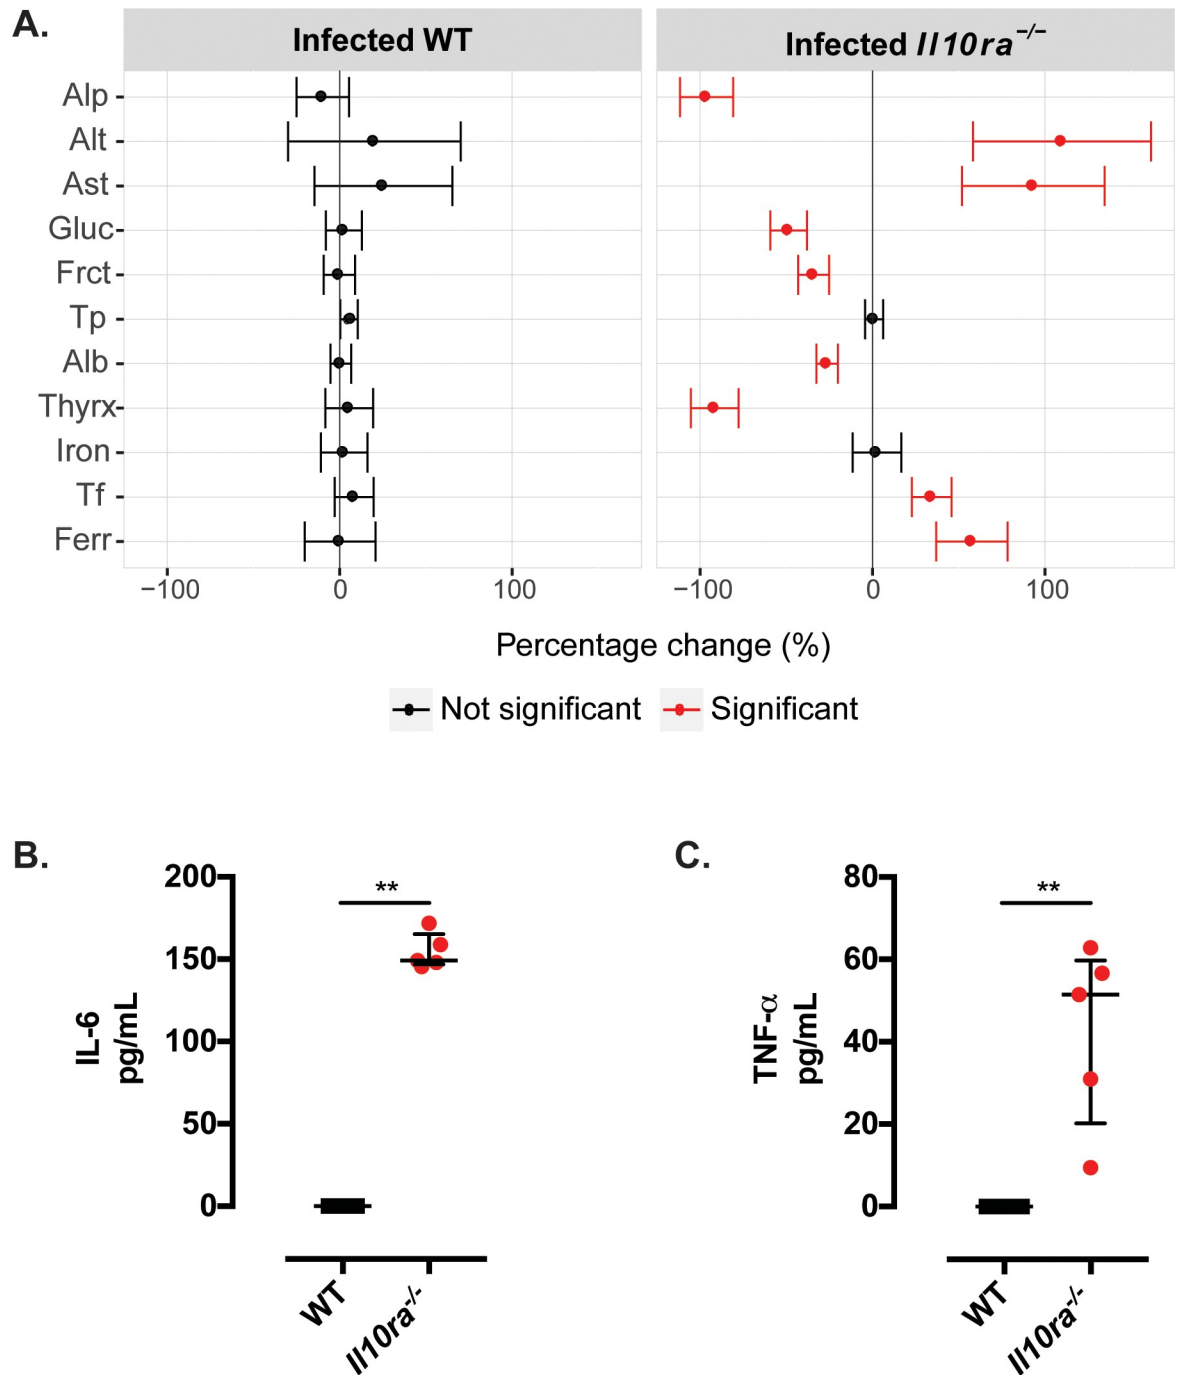 A.
Infected WT
Infected Il10ra−/−
Alp
Alt
Ast
Gluc
Frct
Tp
Alb
Thyrx
Iron
Tf
Ferr
−100 0 100
−100 0 100
Percentage change (%)
Not significant Significant
B.
200
150
100
50
0
IL-6
pg/mL
**
WT
Il10ra-/-
C.
80
60
40
20
0
TNF-α
pg/mL
**
WT
Il10ra-/-